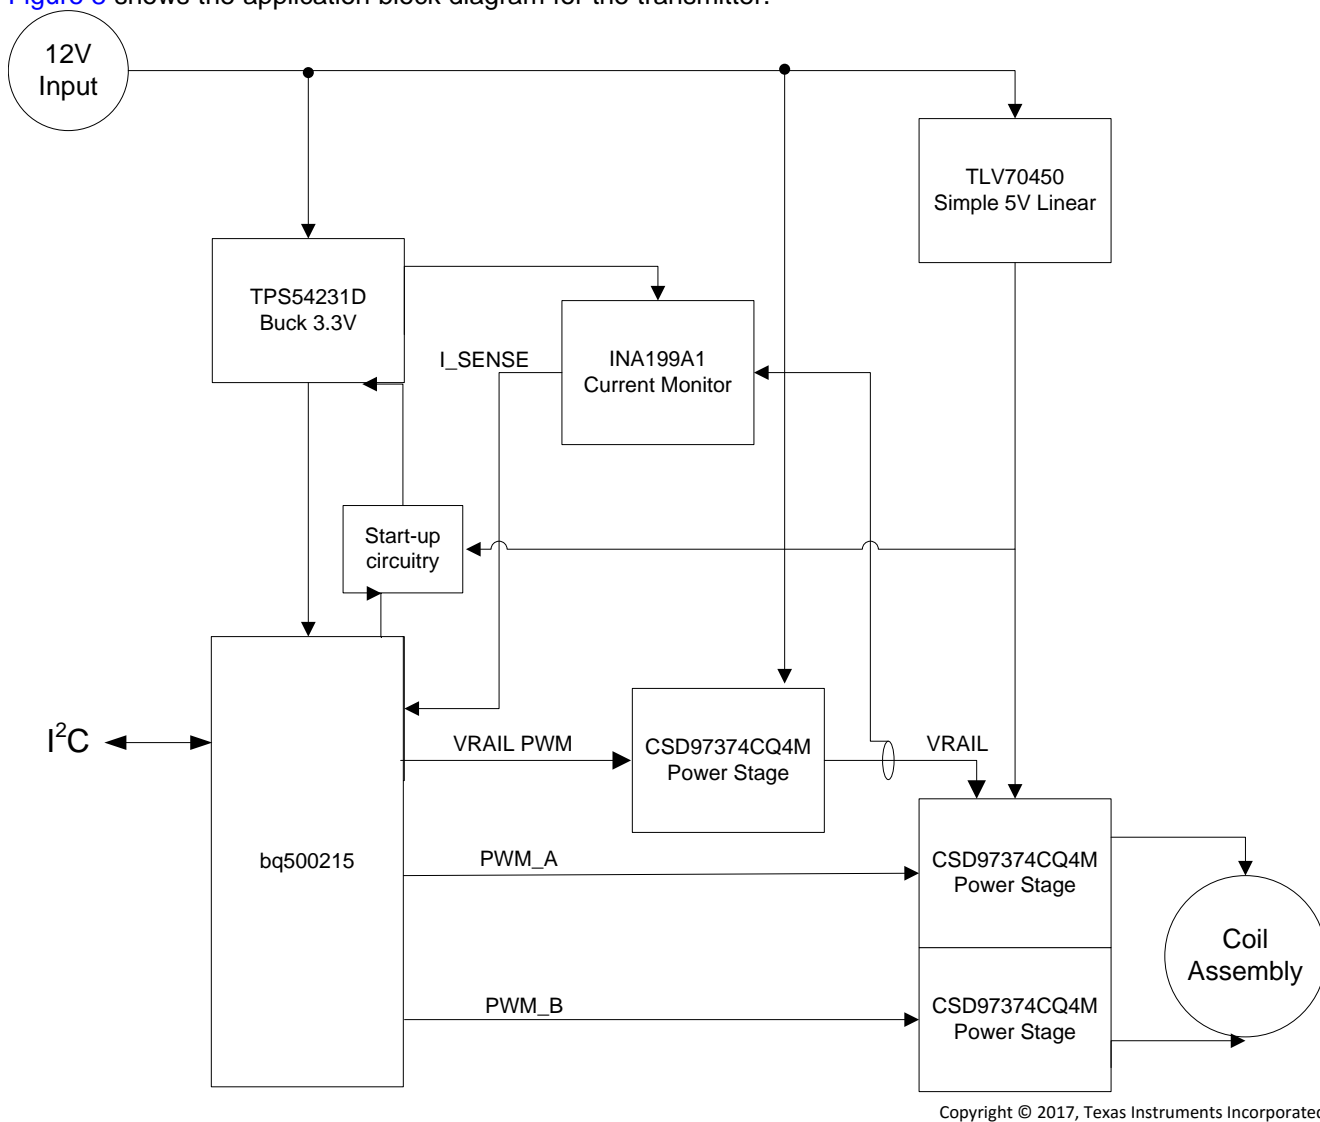 Figure 8 shows the application block diagram for the transmitter.
12V
Input
TLV70450
Simple 5V Linear
TPS54231D
Buck 3.3V
INA199A1
Current Monitor
I_SENSE
Start-up
circuitry
I²C
VRAIL PWM
CSD97374CQ4M
Power Stage
VRAIL
bq500215
PWM_A
CSD97374CQ4M
Power Stage
Coil
Assembly
PWM_B
CSD97374CQ4M
Power Stage
Copyright © 2017, Texas Instruments Incorporated